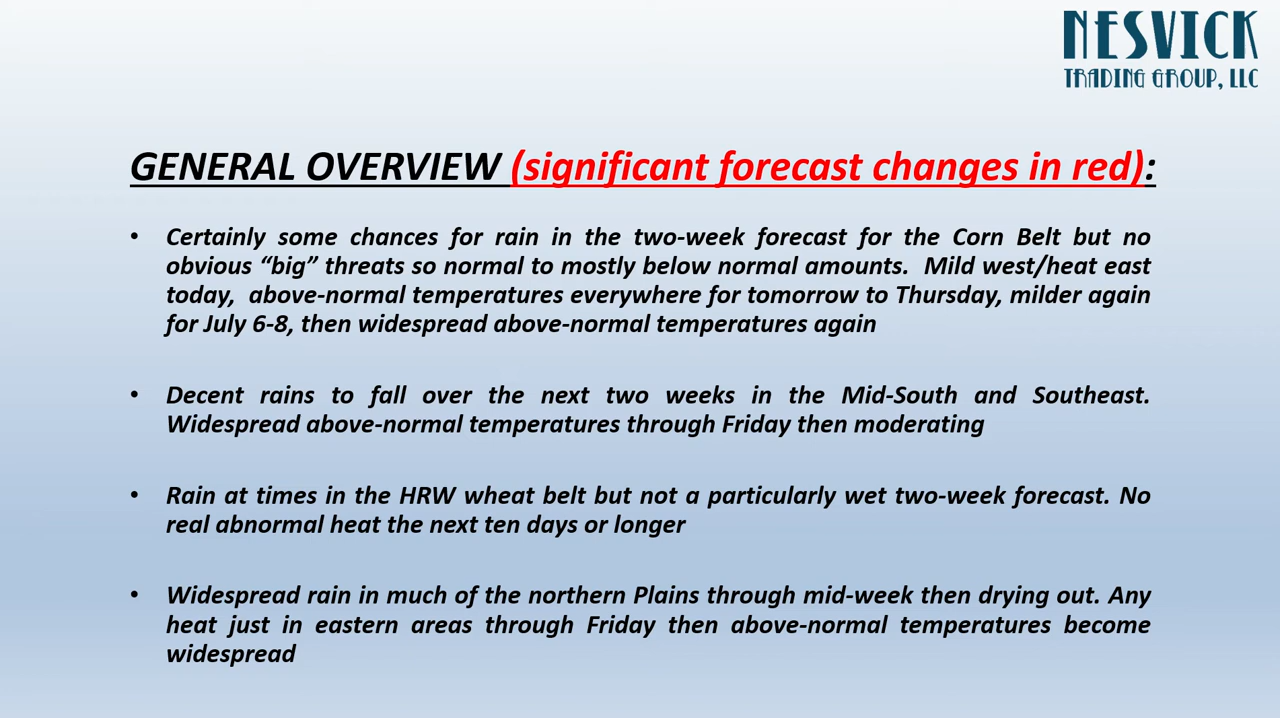 NESVICK
TRADING GROUP, LLC
GENERAL OVERVIEW (significant forecast changes in red):
• Certainly some chances for rain in the two-week forecast for the Corn Belt but no
obvious “big” threats so normal to mostly below normal amounts. Mild west/heat east
today, above-normal temperatures everywhere for tomorrow to Thursday, milder again
for July 6-8, then widespread above-normal temperatures again
• Decent rains to fall over the next two weeks in the Mid-South and Southeast.
Widespread above-normal temperatures through Friday then moderating
• Rain at times in the HRW wheat belt but not a particularly wet two-week forecast. No
real abnormal heat the next ten days or longer
• Widespread rain in much of the northern Plains through mid-week then drying out. Any
heat just in eastern areas through Friday then above-normal temperatures become
widespread